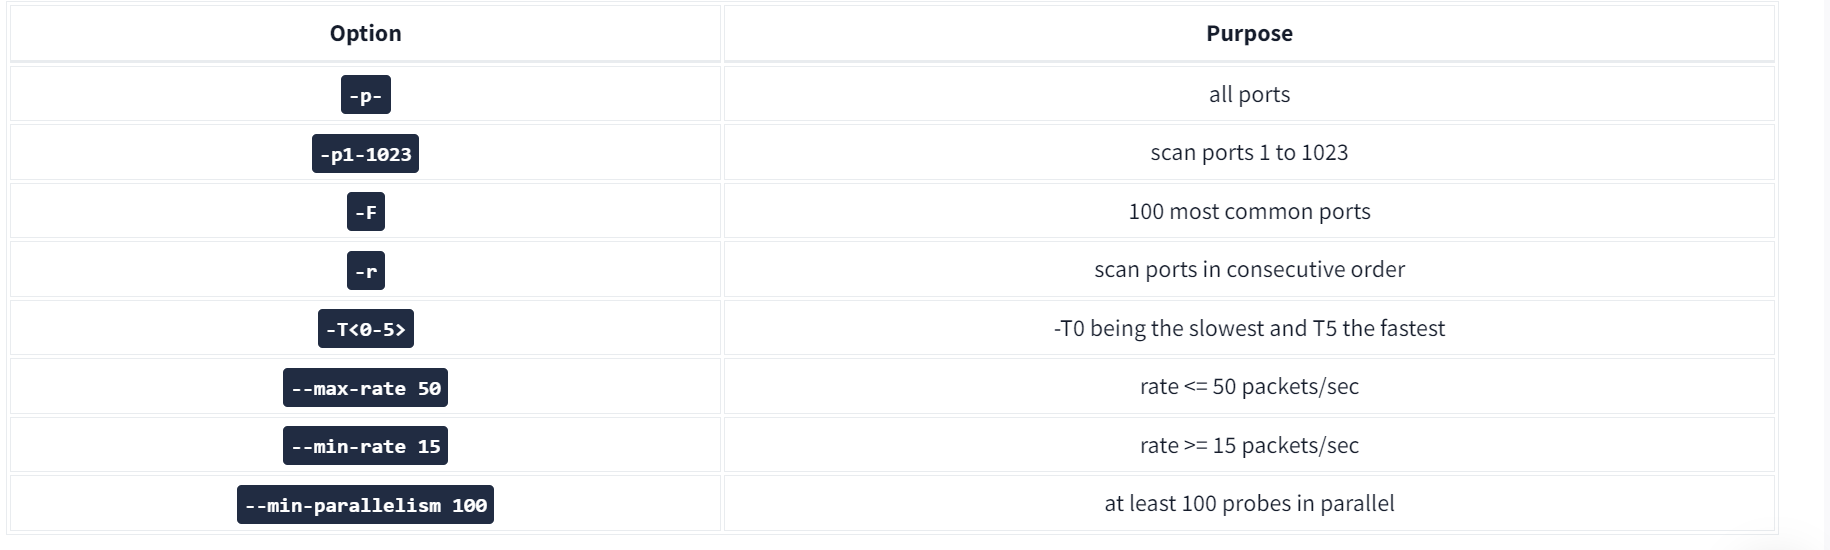 Option Purpose
-p- all ports
-p1-1023 scan ports 1 to 1023
-F 100 most common ports
-r scan ports in consecutive order
-T<0-5> -T0 being the slowest and T5 the fastest
--max-rate 50 rate <= 50 packets/sec
--min-rate 15 rate >= 15 packets/sec
--min-parallelism 100 at least 100 probes in parallel